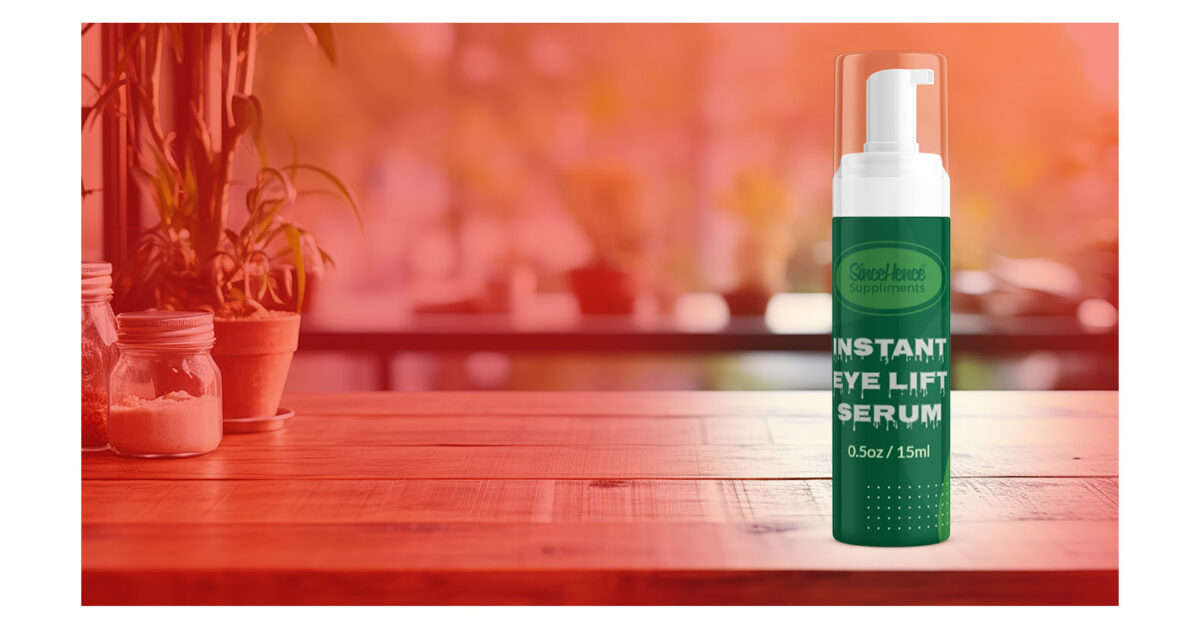 SinceHence
Suppliments
INSTANT
EYE LIFT
SERUM
0.5oz / 15ml